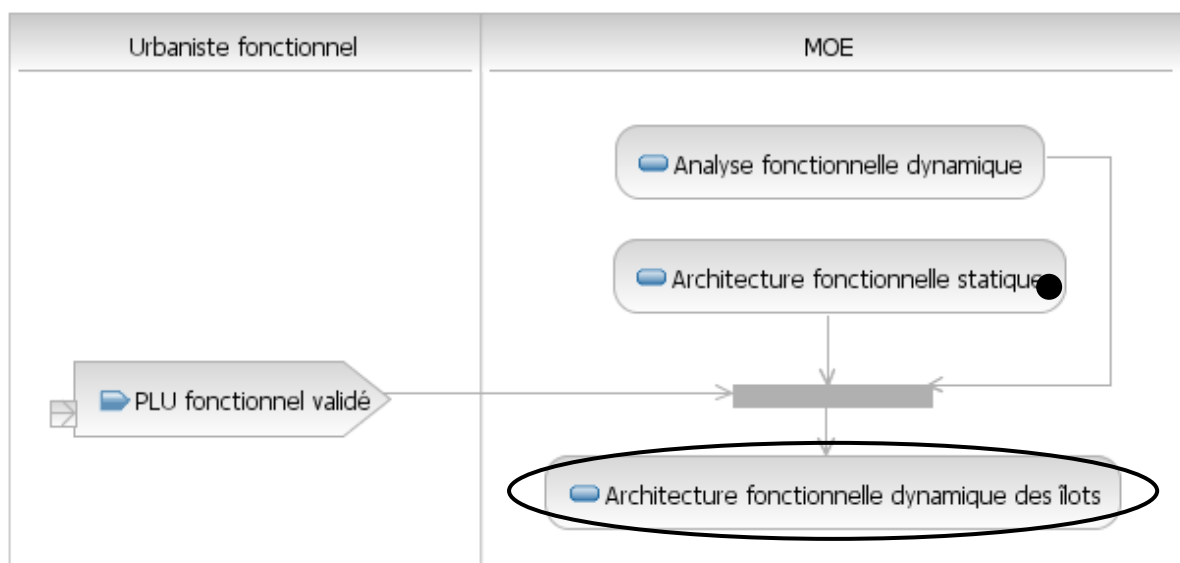 Urbaniste fonctionnel
MOE
Analyse fonctionnelle dynamique
Architecture fonctionnelle statique
PLU fonctionnel validé
Architecture fonctionnelle dynamique des îlots